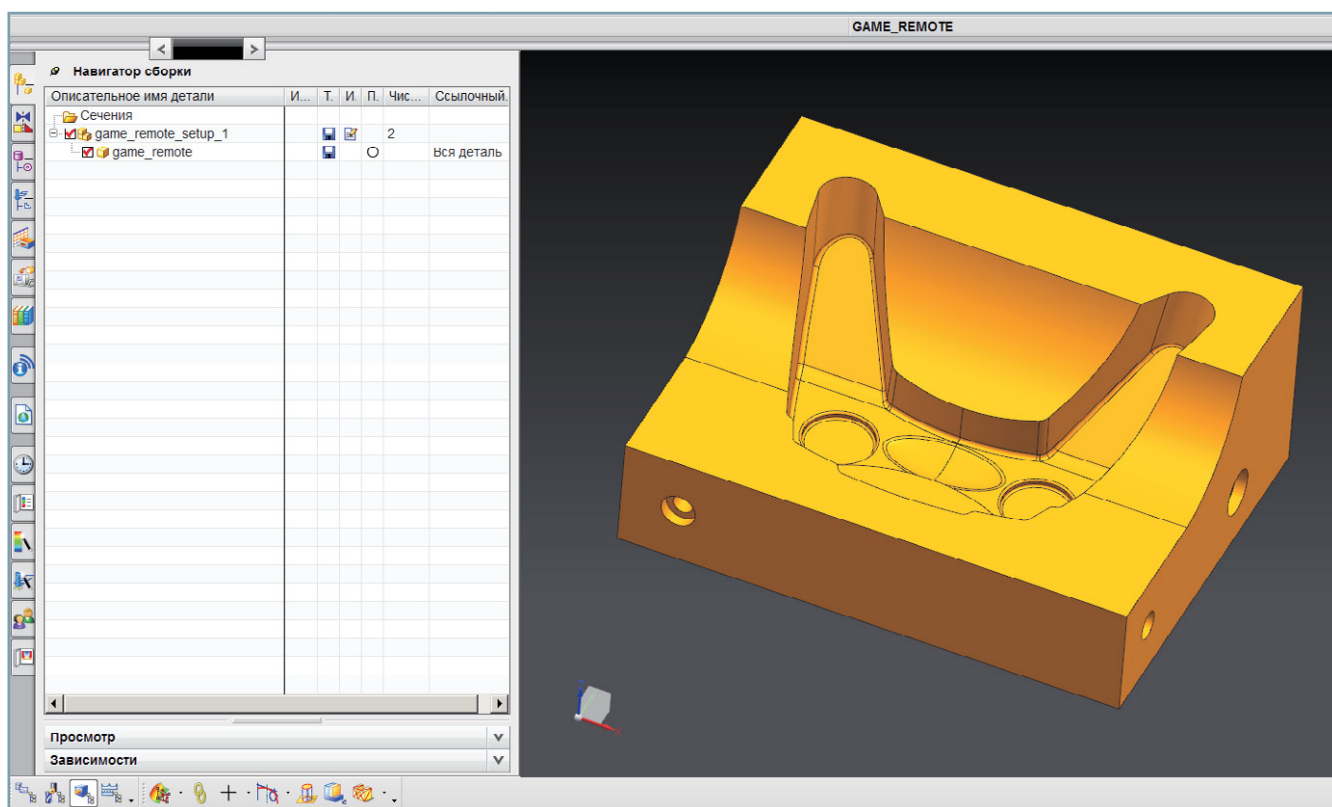 GAME_REMOTE
Навигатор сборки
Описательное имя детали И... Т. И. П. Чис... Ссылочный.
Сечения
game_remote_setup_1 2
game_remote Вся деталь
Просмотр
Зависимости